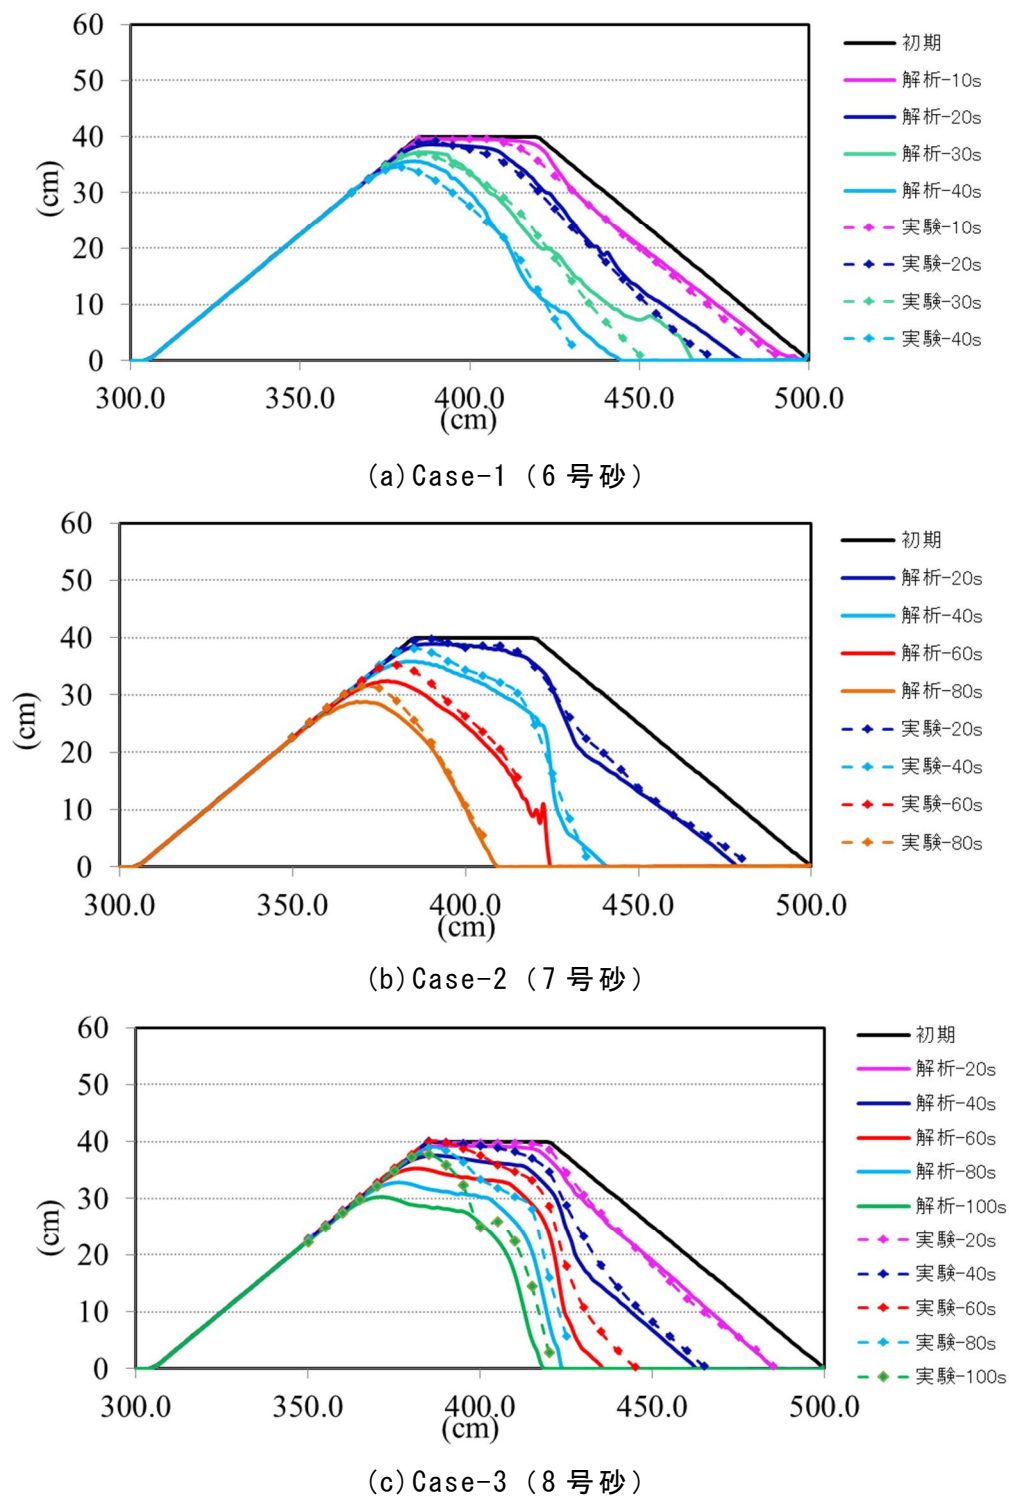 60
50
40
30
20
10
0
(cm)
300.0 350.0 400.0 450.0 500.0
(cm)
初期
解析-10s
解析-20s
解析-30s
解析-40s
実験-10s
実験-20s
実験-30s
実験-40s
(a)Case-1（6号砂）
60
50
40
30
20
10
0
(cm)
300.0 350.0 400.0 450.0 500.0
(cm)
初期
解析-20s
解析-40s
解析-60s
解析-80s
実験-20s
実験-40s
実験-60s
実験-80s
(b)Case-2（7号砂）
60
50
40
30
20
10
0
(cm)
300.0 350.0 400.0 450.0 500.0
(cm)
初期
解析-20s
解析-40s
解析-60s
解析-80s
解析-100s
実験-20s
実験-40s
実験-60s
実験-80s
実験-100s
(c)Case-3（8号砂）